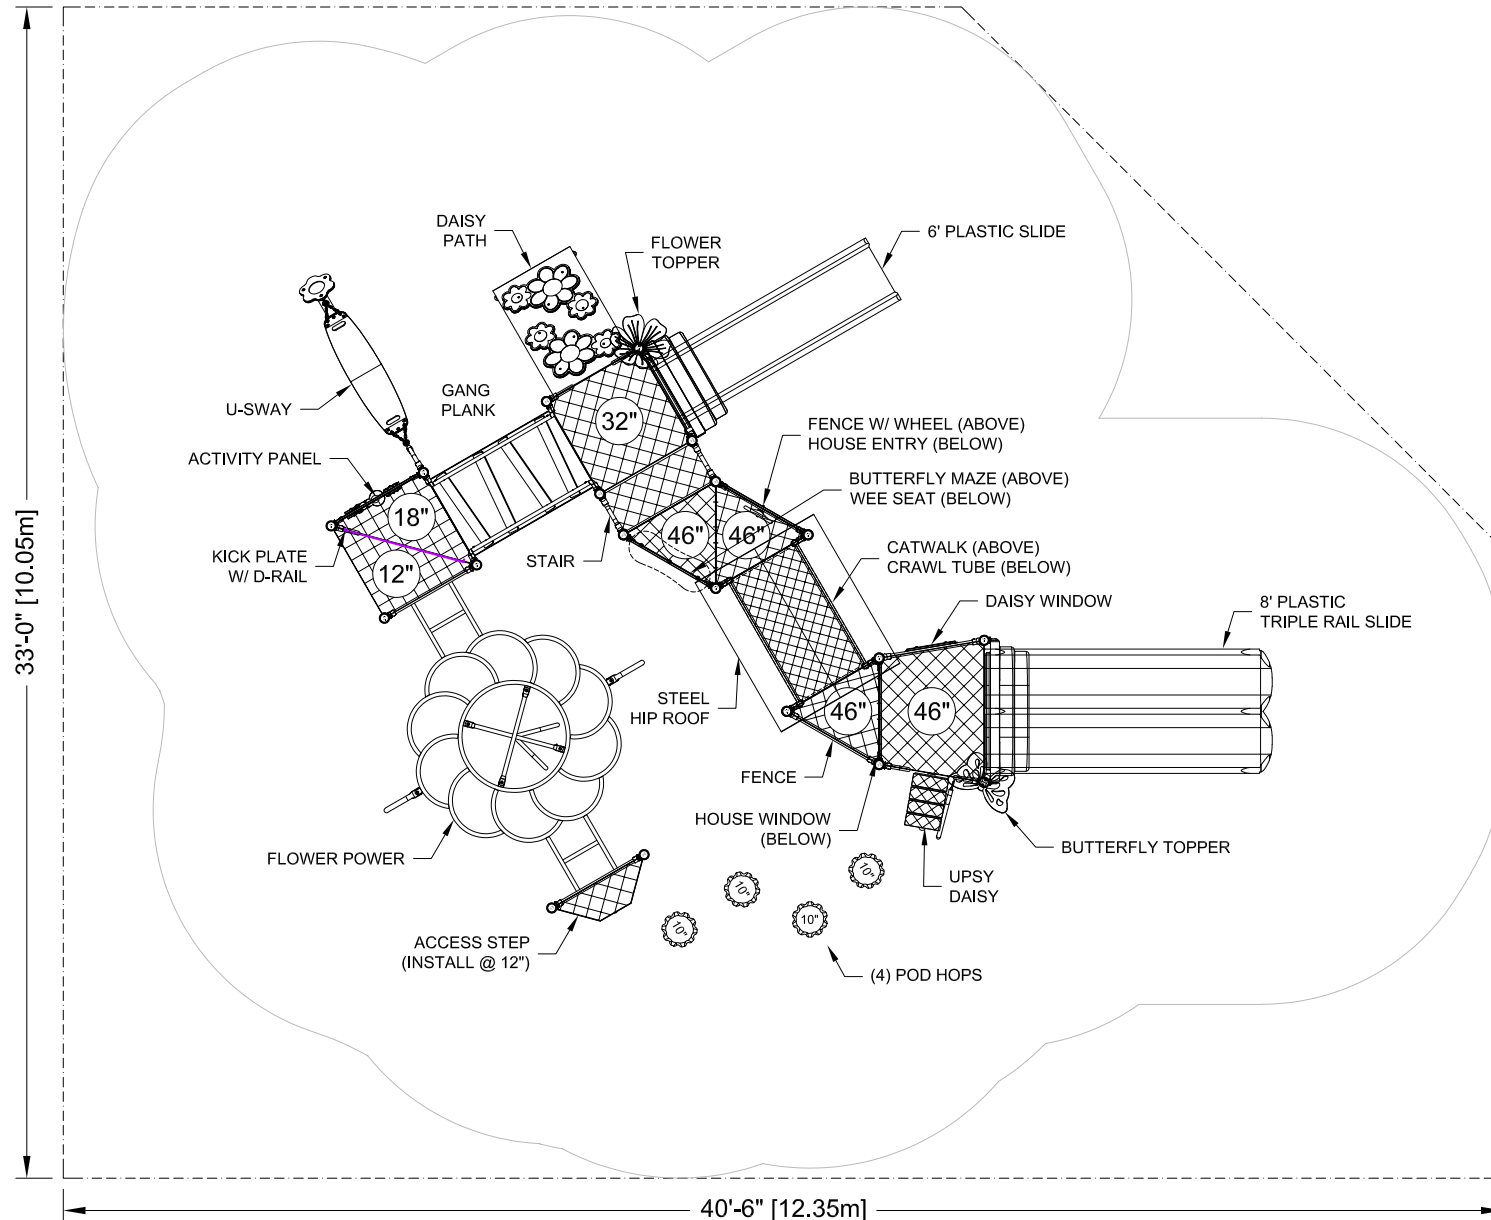 DAISY
PATH
FLOWER
TOPPER
6' PLASTIC SLIDE
U-SWAY
GANG
PLANK
32"
FENCE W/ WHEEL (ABOVE)
HOUSE ENTRY (BELOW)
ACTIVITY PANEL
BUTTERFLY MAZE (ABOVE)
WEE SEAT (BELOW)
18"
46"
46"
KICK PLATE
W/ D-RAIL
12"
STAIR
CATWALK (ABOVE)
CRAWL TUBE (BELOW)
DAISY WINDOW
8' PLASTIC
TRIPLE RAIL SLIDE
33'-0" [10.05m]
STEEL
HIP ROOF
46"
46"
FENCE
HOUSE WINDOW
(BELOW)
BUTTERFLY TOPPER
FLOWER POWER
UPSY
DAISY
10"
10"
10"
10"
ACCESS STEP
(INSTALL @ 12")
(4) POD HOPS
40'-6" [12.35m]